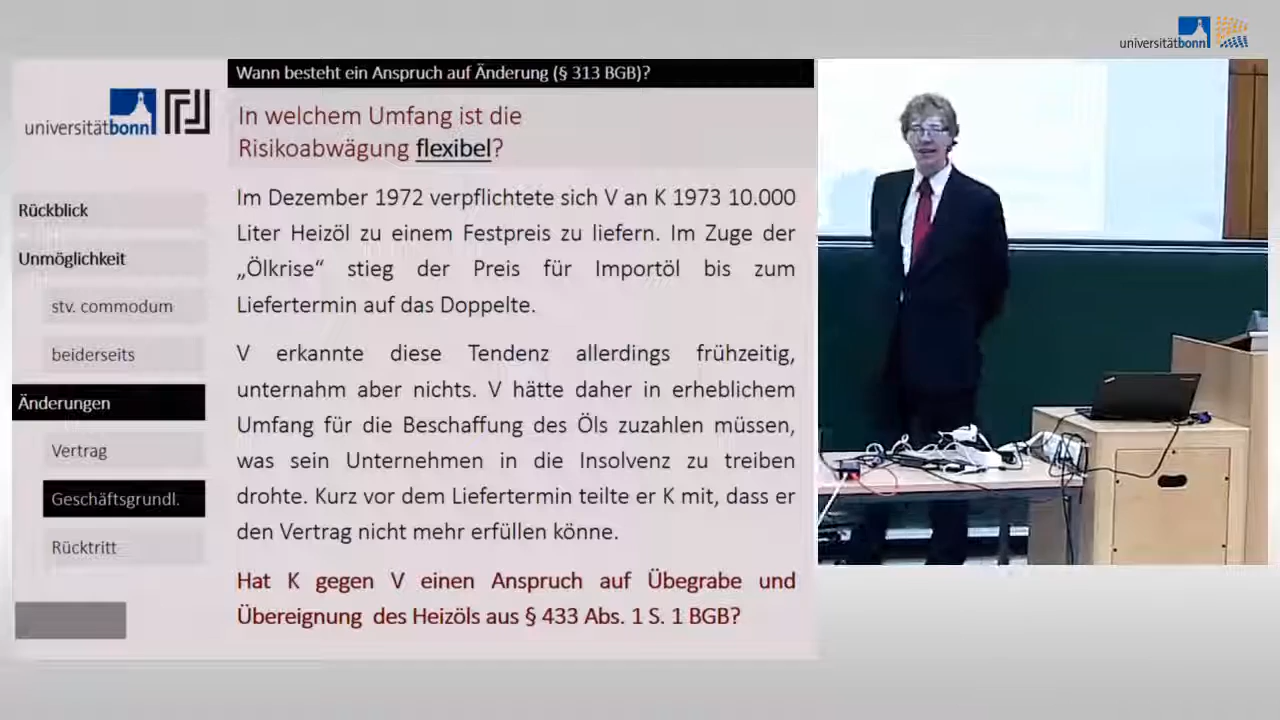 universitätbonn
Wann besteht ein Anspruch auf Änderung (§ 313 BGB)?
universitätbonn
In welchem Umfang ist die
Risikoabwägung flexibel?
Rückblick
Unmöglichkeit
stv. commodum
beiderseits
Änderungen
Vertrag
Geschäftsgrundl.
Rücktritt
Im Dezember 1972 verpflichtete sich V an K 1973 10.000
Liter Heizöl zu einem Festpreis zu liefern. Im Zuge der
„Ölkrise“ stieg der Preis für Importöl bis zum
Liefertermin auf das Doppelte.
V erkannte diese Tendenz allerdings frühzeitig,
unternahm aber nichts. V hätte daher in erheblichem
Umfang für die Beschaffung des Öls zuzahlen müssen,
was sein Unternehmen in die Insolvenz zu treiben
drohte. Kurz vor dem Liefertermin teilte er K mit, dass er
den Vertrag nicht mehr erfüllen könne.
Hat K gegen V einen Anspruch auf Übegrabe und
Übereignung des Heizöls aus § 433 Abs. 1 S. 1 BGB?